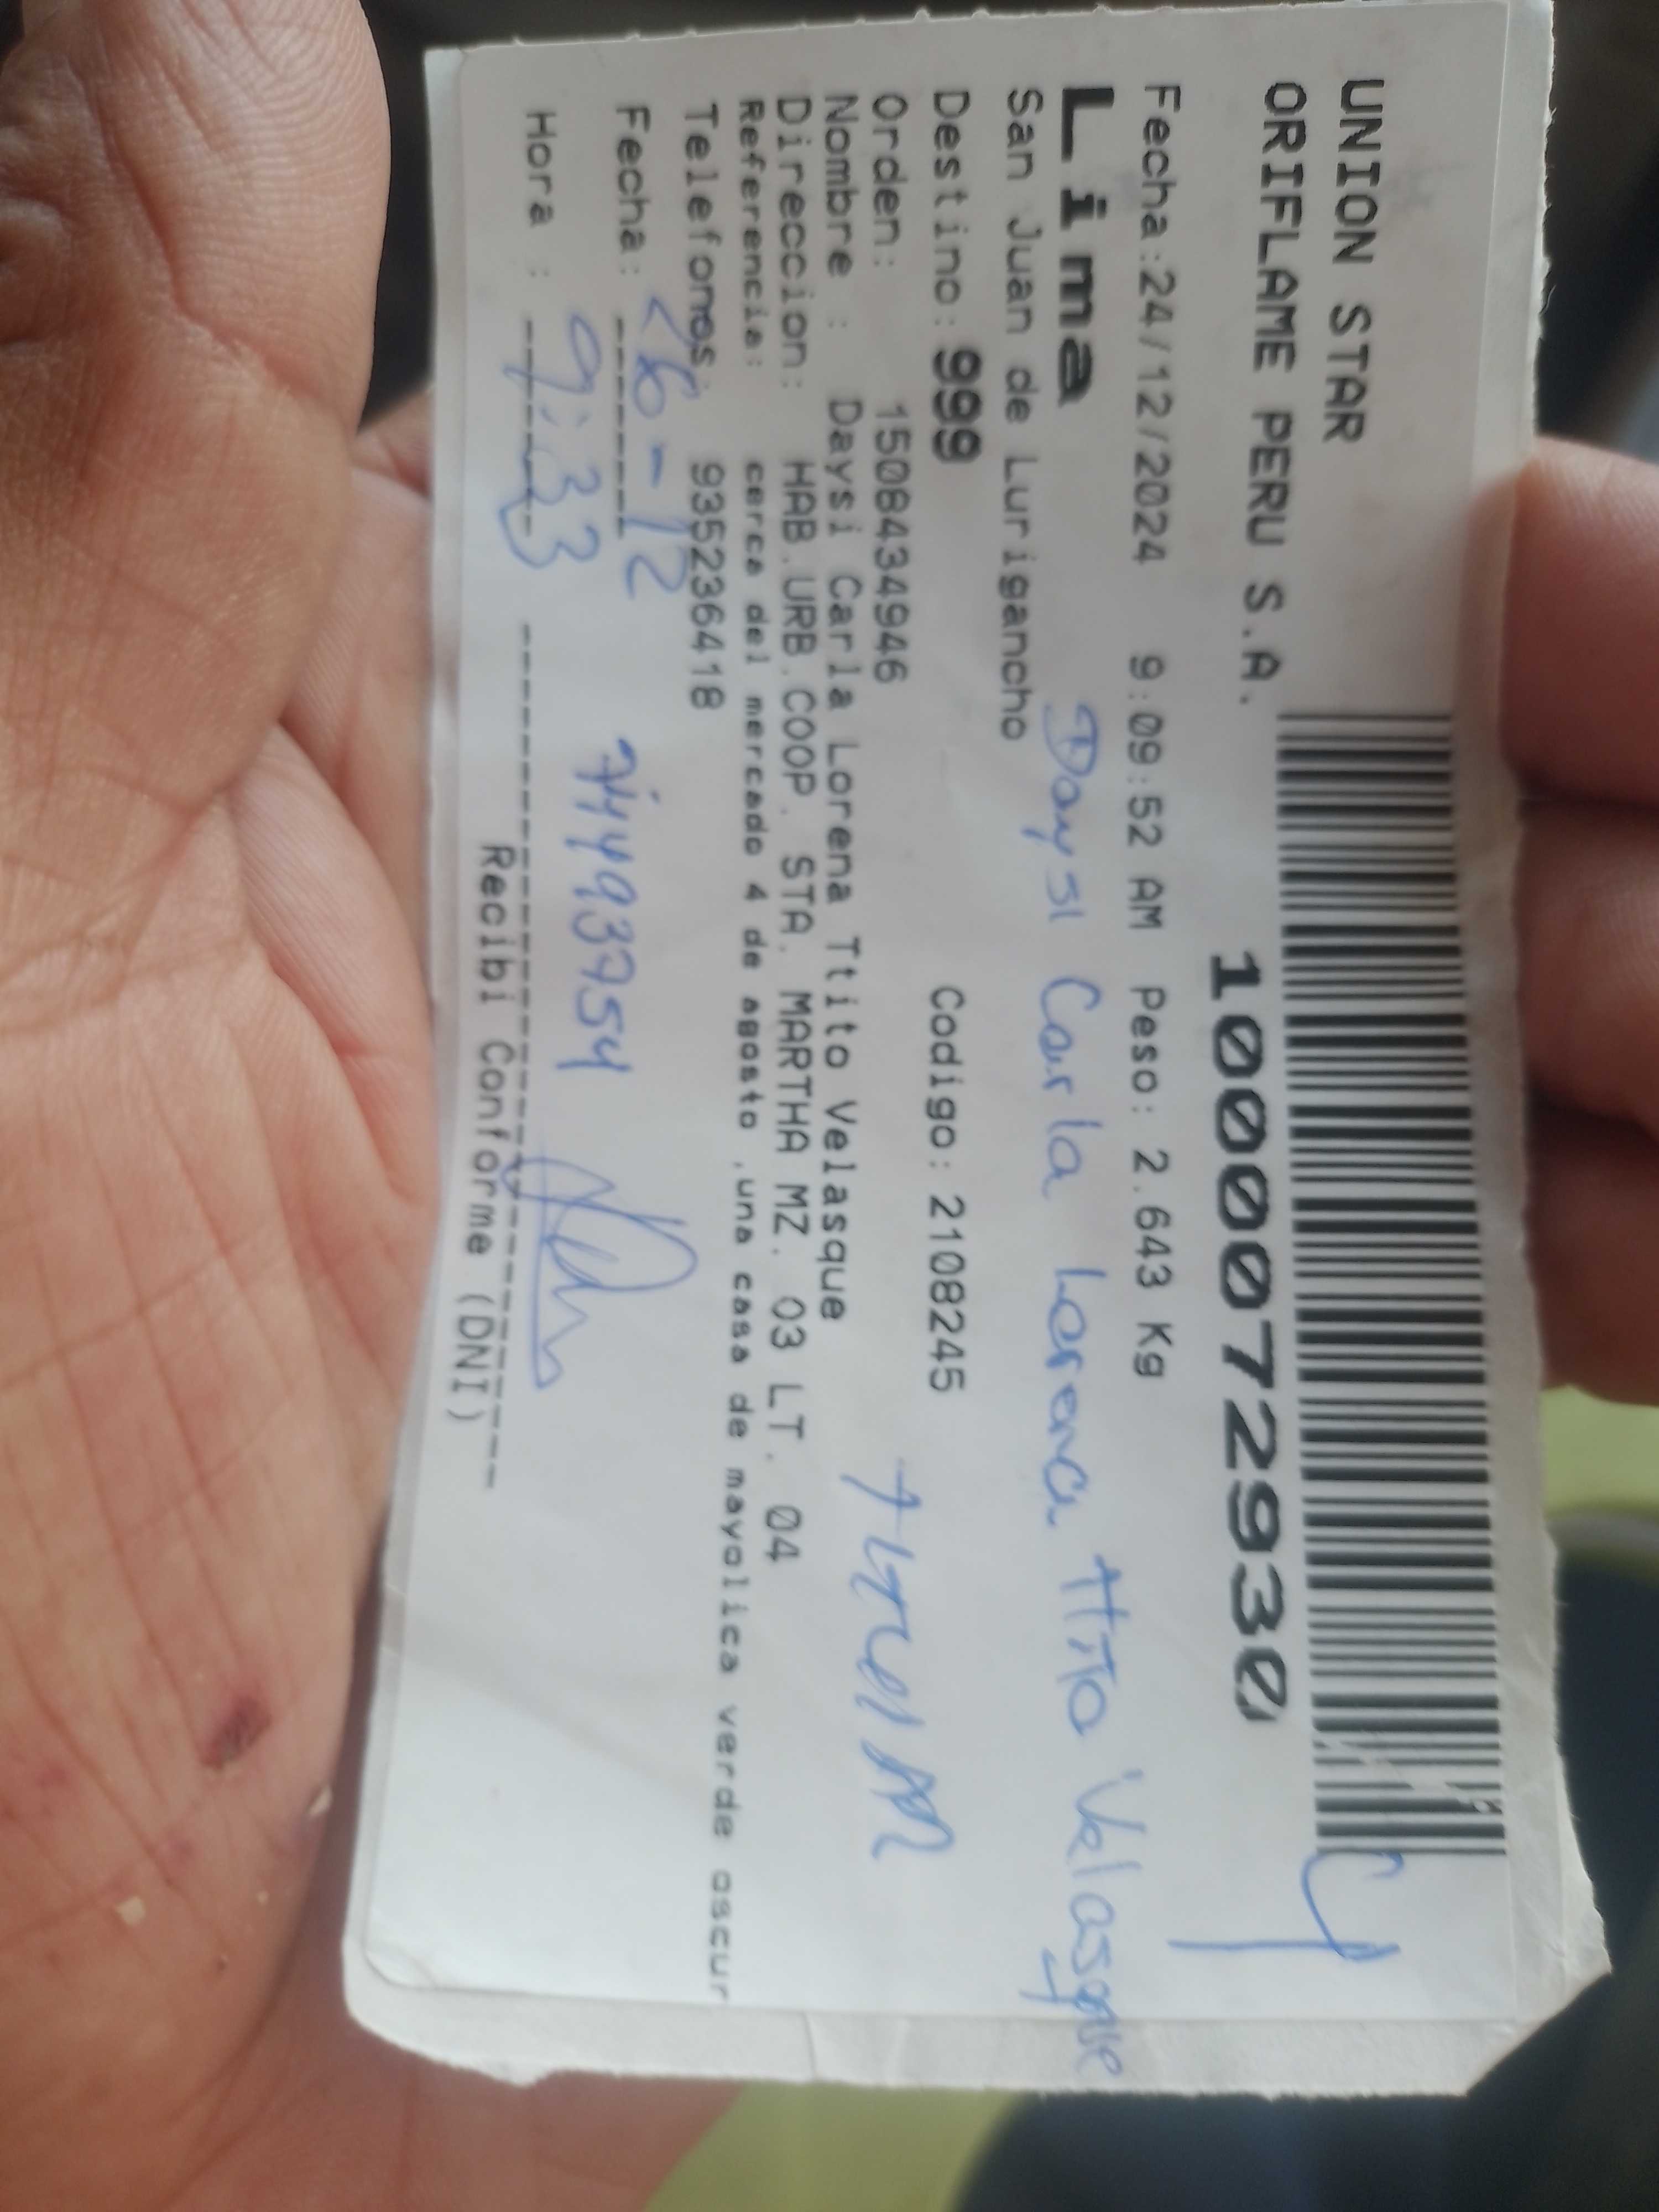 UNION STAR
ORIFLAME PERU S.A.
10000072930
Fecha:24/12/2024 9:09:52 AM Peso: 2.643 Kg
Lima
Daysi Carla Lorena Ttito Velasque
San Juan de Lurigancho
Destino: 999 Codigo: 2108245
Orden: 1508434946
Nombre : Daysi Carla Lorena Ttito Velasque
Direccion: HAB.URB.COOP. STA. MARTHA MZ. 03 LT. 04
Referencia: cerca del mercado 4 de agosto ,una casa de mayolica verde oscur
Telefonos: 935236418
Fecha: 26-12
Hora : 9:33
Recibi Conforme (DNI)